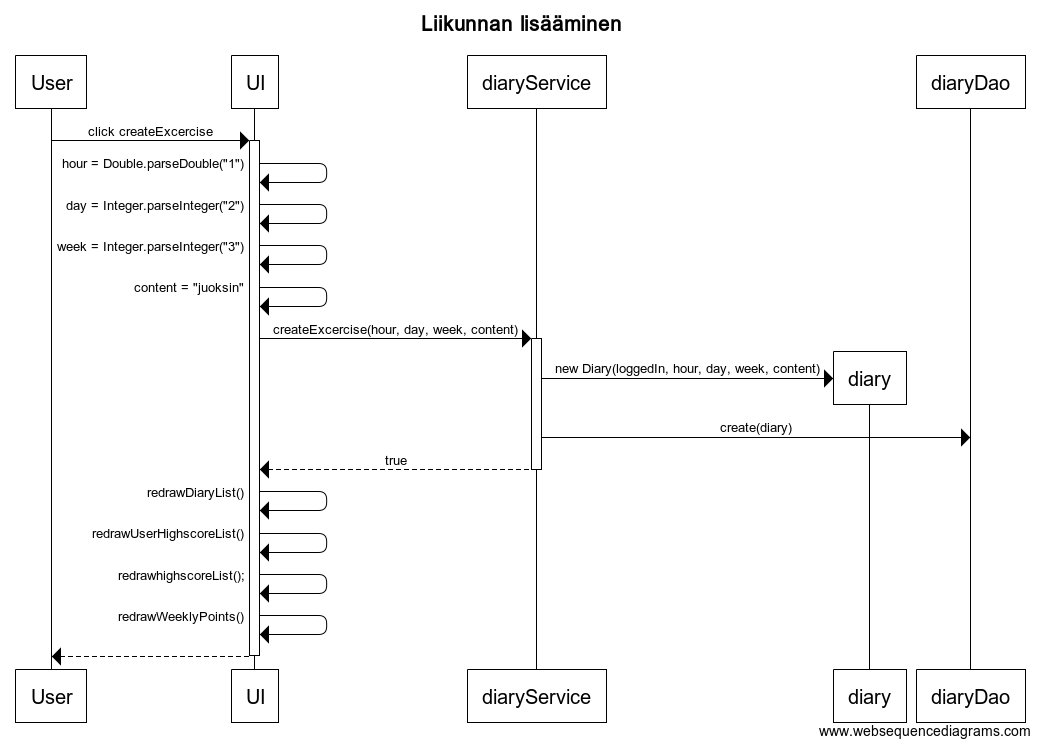 Liikunnan lisääminen
User
UI
diaryService
diaryDao
click createExcercise
hour = Double.parseDouble("1")
day = Integer.parseInteger("2")
week = Integer.parseInteger("3")
content = "juoksin"
createExcercise(hour, day, week, content)
new Diary(loggedIn, hour, day, week, content)
diary
create(diary)
true
redrawDiaryList()
redrawUserHighscoreList()
redrawhighscoreList();
redrawWeeklyPoints()
User
UI
diaryService
diary
diaryDao
www.websequencediagrams.com